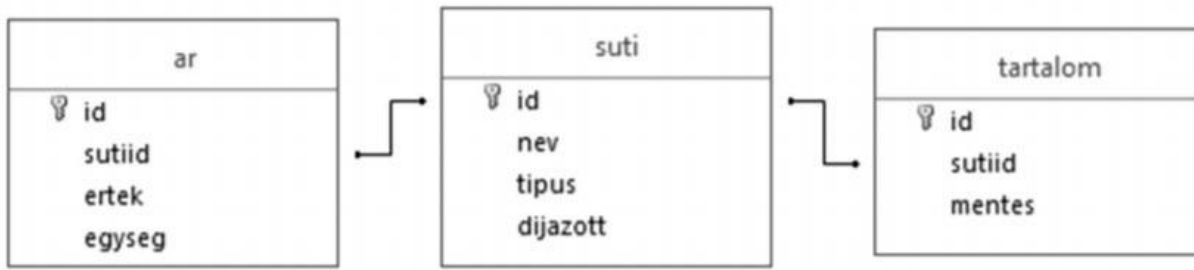 ar
id
sutiid
ertek
egyseg
suti
id
nev
tipus
dijazott
tartalom
id
sutiid
mentes